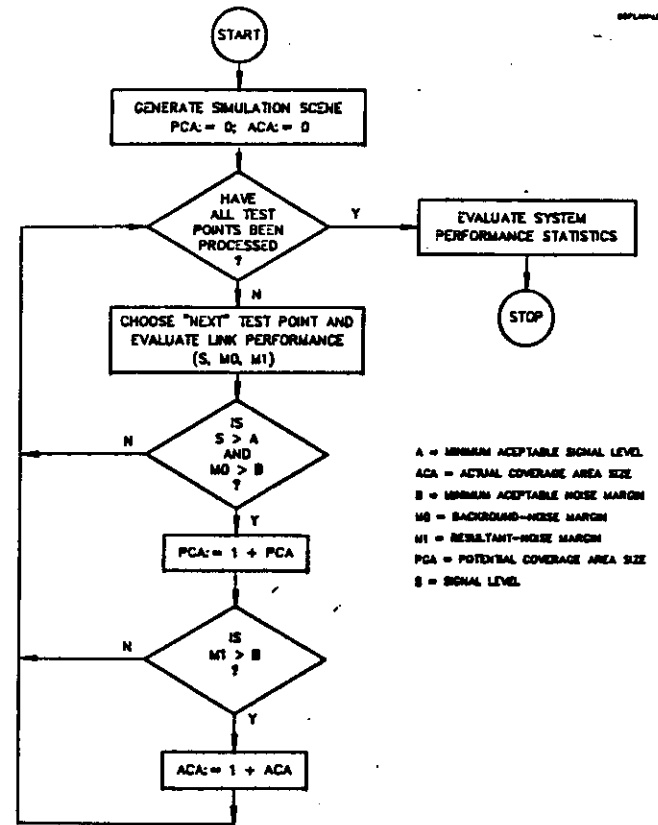 START
GENERATE SIMULATION SCENE
PCA:= 0; ACA:= 0
HAVE
ALL TEST
POINTS BEEN
PROCESSED
?
Y
EVALUATE SYSTEM
PERFORMANCE STATISTICS
N
STOP
CHOOSE "NEXT" TEST POINT AND
EVALUATE LINK PERFORMANCE
(S, M0, M1)
IS
S > A
AND
M0 > B
?
N
Y
A = MINIMUM ACEPTABLE SIGNAL LEVEL
ACA = ACTUAL COVERAGE AREA SIZE
B = MINIMUM ACEPTABLE NOISE MARGIN
M0 = BACKROUND-NOISE MARGIN
M1 = RESULTANT-NOISE MARGIN
PCA = POTENTIAL COVERAGE AREA SIZE
S = SIGNAL LEVEL
PCA:= 1 + PCA
IS
M1 > B
?
N
Y
ACA:= 1 + ACA